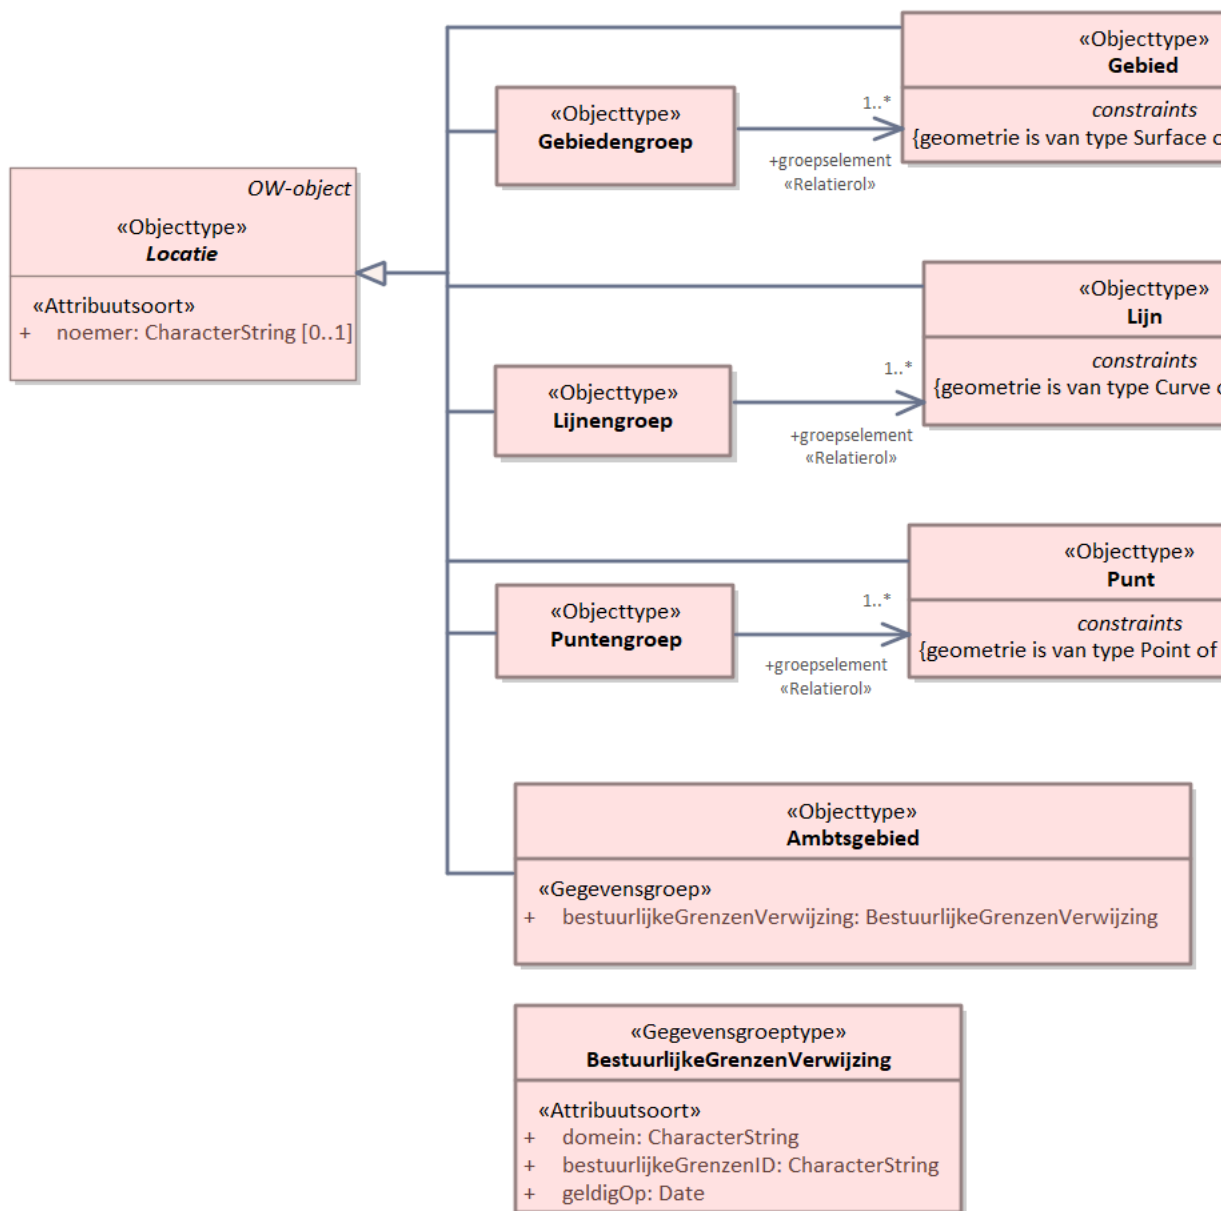 OW-object
«Objecttype»
Locatie
«Attribuutsoort»
+ noemer: CharacterString [0..1]
«Objecttype»
Gebiedengroep
1..*
+groepselement
«Relatierol»
«Objecttype»
Gebied
constraints
{geometrie is van type Surface
«Objecttype»
Lijnengroep
1..*
+groepselement
«Relatierol»
«Objecttype»
Lijn
constraints
{geometrie is van type Curve
«Objecttype»
Puntengroep
1..*
+groepselement
«Relatierol»
«Objecttype»
Punt
constraints
{geometrie is van type Point of
«Objecttype»
Ambtsgebied
«Gegevensgroep»
+ bestuurlijkeGrenzenVerwijzing: BestuurlijkeGrenzenVerwijzing
«Gegevensgroeptype»
BestuurlijkeGrenzenVerwijzing
«Attribuutsoort»
+ domein: CharacterString
+ bestuurlijkeGrenzenID: CharacterString
+ geldigOp: Date